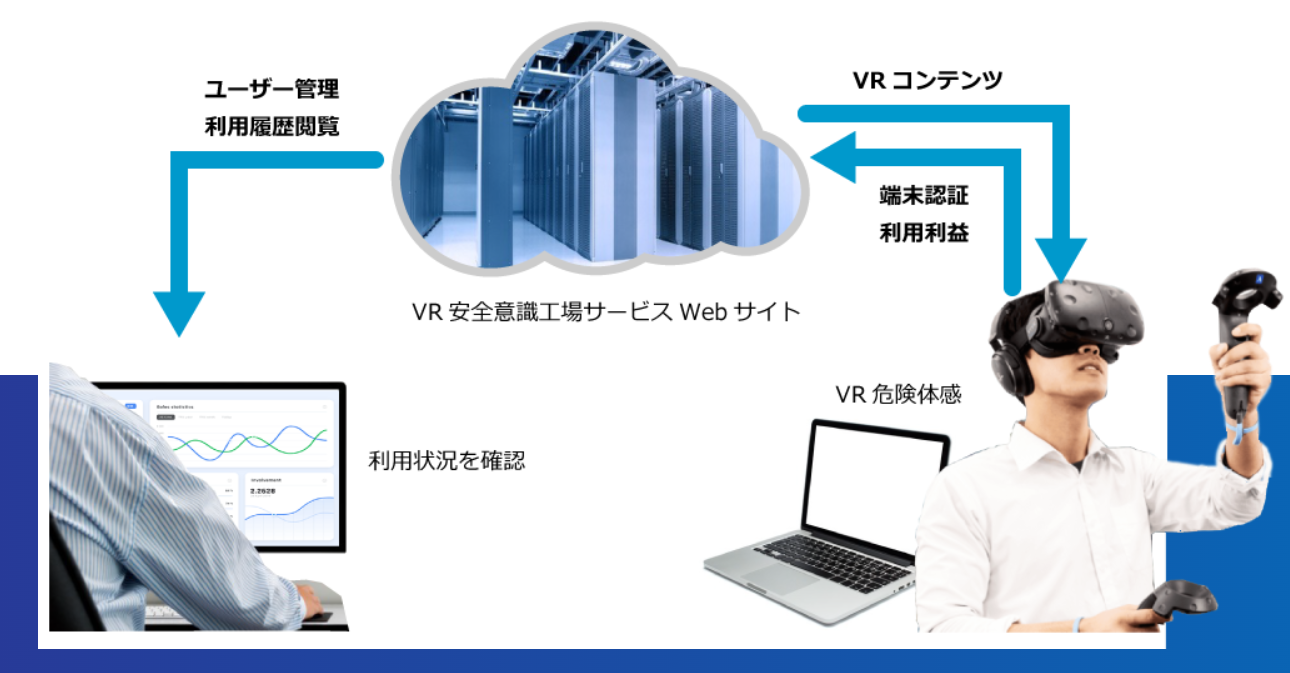 ユーザー管理
利用履歴閲覧
VR コンテンツ
端末認証
利用利益
VR 安全意識工場サービス Web サイト
VR 危険体感
利用状況を確認
Sales statistics
Involvement
2.2528